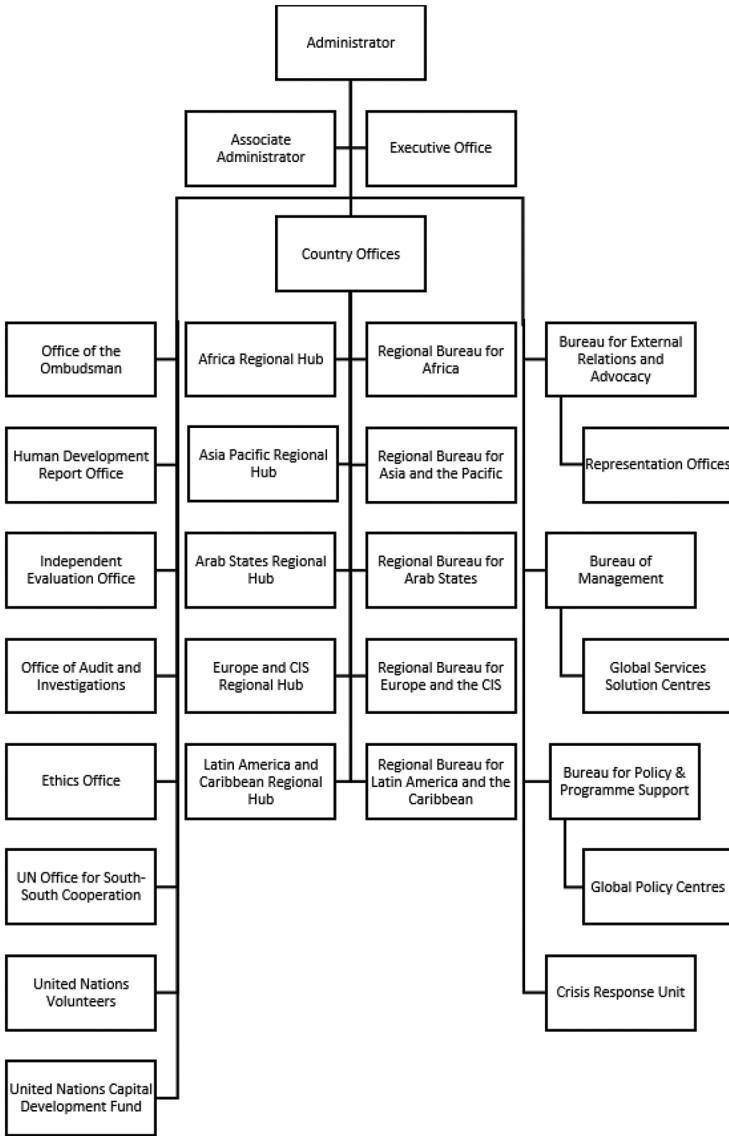 Administrator
Associate
Administrator
Executive Office
Country Offices
Office of the
Ombudsman
Africa Regional Hub
Regional Bureau for
Africa
Bureau for External
Relations and
Advocacy
Human Development
Report Office
Asia Pacific Regional
Hub
Regional Bureau for
Asia and the Pacific
Representation Offices
Independent
Evaluation Office
Arab States Regional
Hub
Regional Bureau for
Arab States
Bureau of
Management
Office of Audit and
Investigations
Europe and CIS
Regional Hub
Regional Bureau for
Europe and the CIS
Global Services
Solution Centres
Ethics Office
Latin America and
Caribbean Regional
Hub
Regional Bureau for
Latin America and the
Caribbean
Bureau for Policy &
Programme Support
UN Office for South-
South Cooperation
Global Policy Centres
United Nations
Volunteers
Crisis Response Unit
United Nations Capital
Development Fund